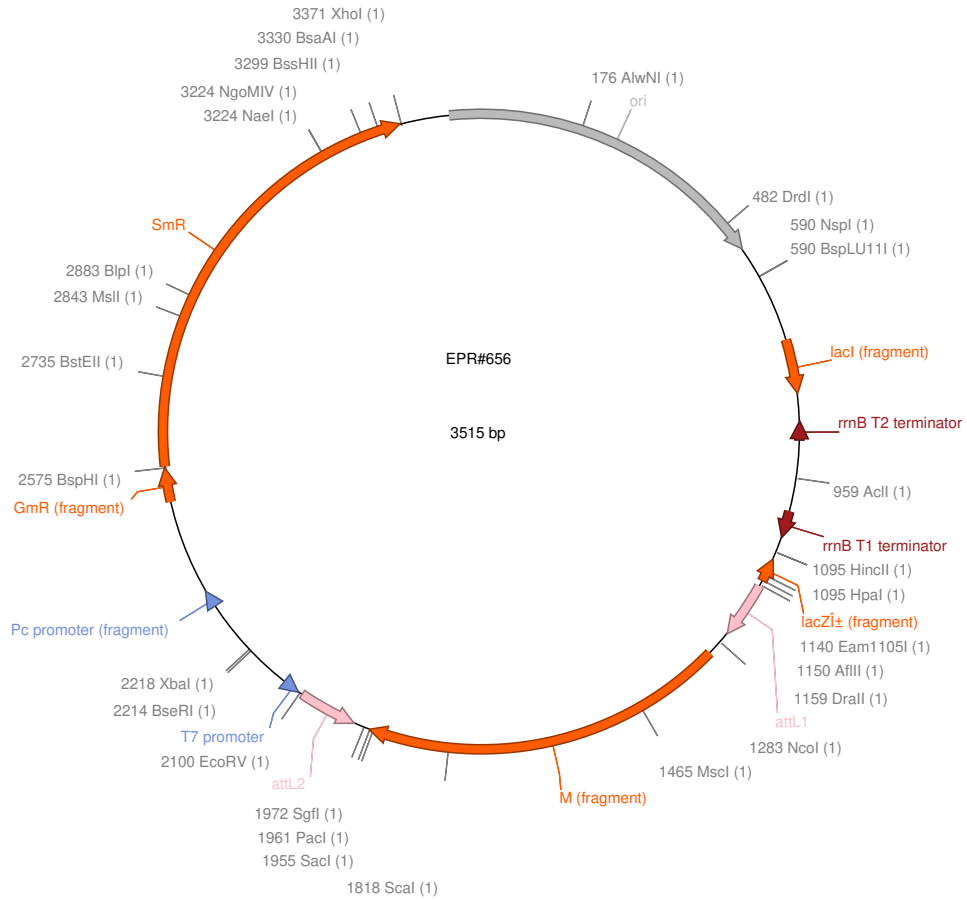 3371 XhoI (1)
3330 BsaAI (1)
3299 BssHII (1)
3224 NgoMIV (1)
3224 NaeI (1)
176 AlwNI (1)
ori
482 DrdI (1)
590 NspI (1)
590 BspLU11I (1)
SmR
2883 BlpI (1)
2843 MslI (1)
2735 BstEII (1)
EPR#656
3515 bp
lacI (fragment)
rrnB T2 terminator
959 AclI (1)
2575 BspHI (1)
GmR (fragment)
rrnB T1 terminator
1095 HincII (1)
1095 HpaI (1)
lacZÎ± (fragment)
1140 Eam1105I (1)
1150 AflII (1)
1159 DraII (1)
attL1
1283 NcoI (1)
1465 MscI (1)
M (fragment)
Pc promoter (fragment)
2218 XbaI (1)
2214 BseRI (1)
T7 promoter
2100 EcoRV (1)
attL2
1972 SgfI (1)
1961 PacI (1)
1955 SacI (1)
1818 ScaI (1)